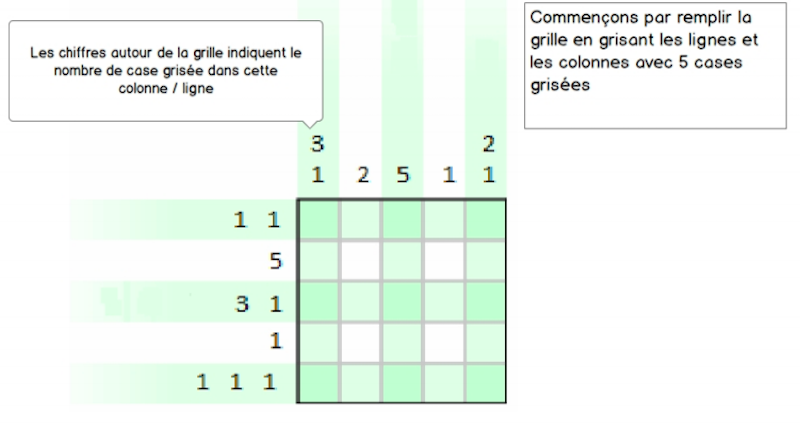 Les chiffres autour de la grille indiquent le
nombre de case grisée dans cette
colonne / ligne
Commençons par remplir la
grille en grisant les lignes et
les colonnes avec 5 cases
grisées
3 2
1 2 5 1 1
1 1
5
3 1
1
1 1 1